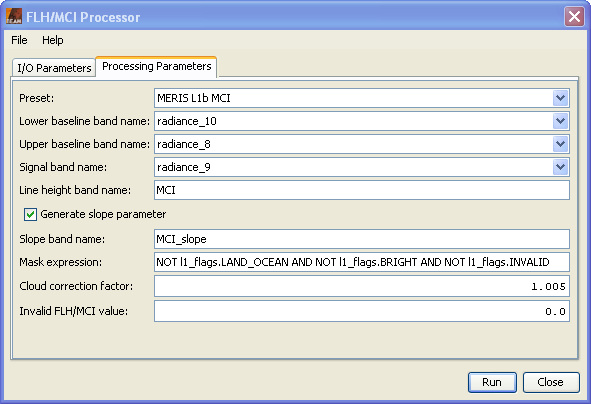 FLH/MCI Processor
File Help
I/O Parameters Processing Parameters
Preset: MERIS L1b MCI
Lower baseline band name: radiance_10
Upper baseline band name: radiance_8
Signal band name: radiance_9
Line height band name: MCI
Generate slope parameter
Slope band name: MCI_slope
Mask expression: NOT l1_flags.LAND_OCEAN AND NOT l1_flags.BRIGHT AND NOT l1_flags.INVALID
Cloud correction factor: 1.005
Invalid FLH/MCI value: 0.0
Run Close